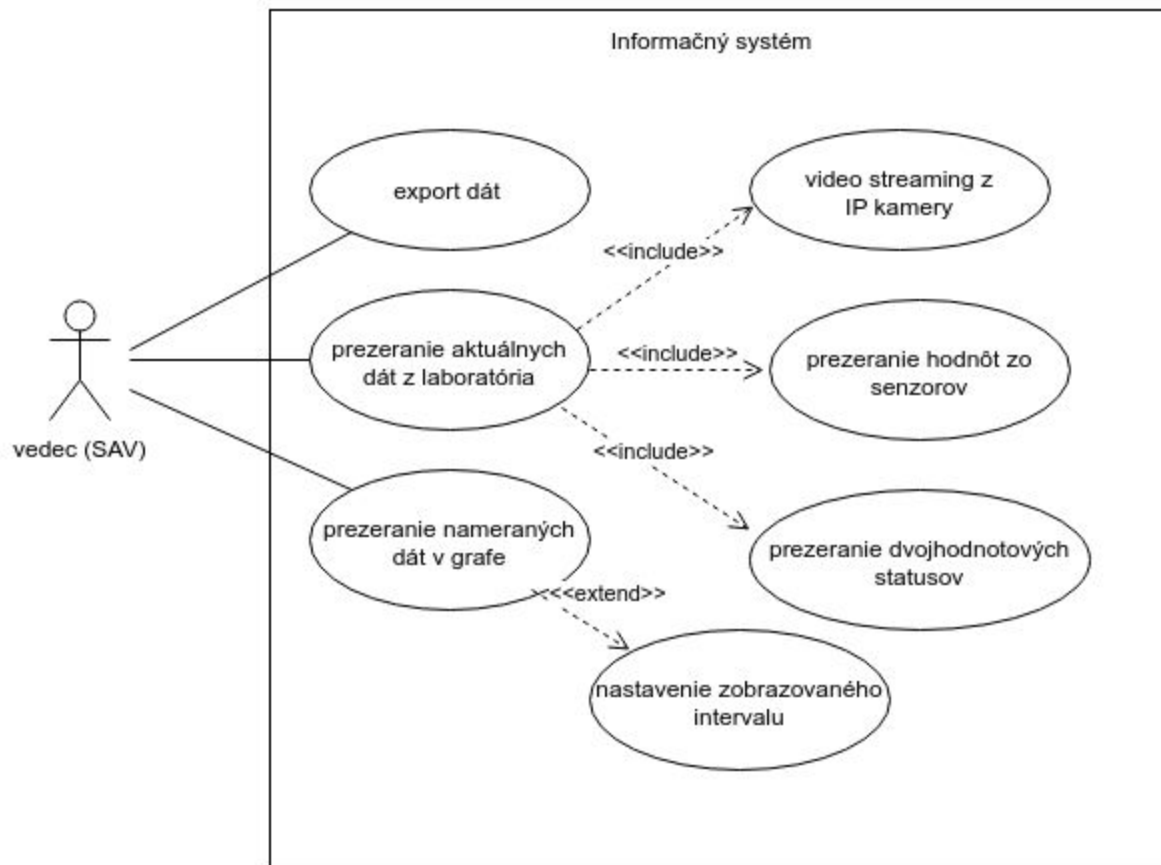 Informačný systém
export dát
video streaming z
IP kamery
<<include>>
prezeranie aktuálnych
dát z laboratória
<<include>>
prezeranie hodnôt zo
senzorov
vedec (SAV)
<<include>>
prezeranie nameraných
dát v grafe
prezeranie dvojhodnotových
statusov
<<extend>>
nastavenie zobrazovaného
intervalu